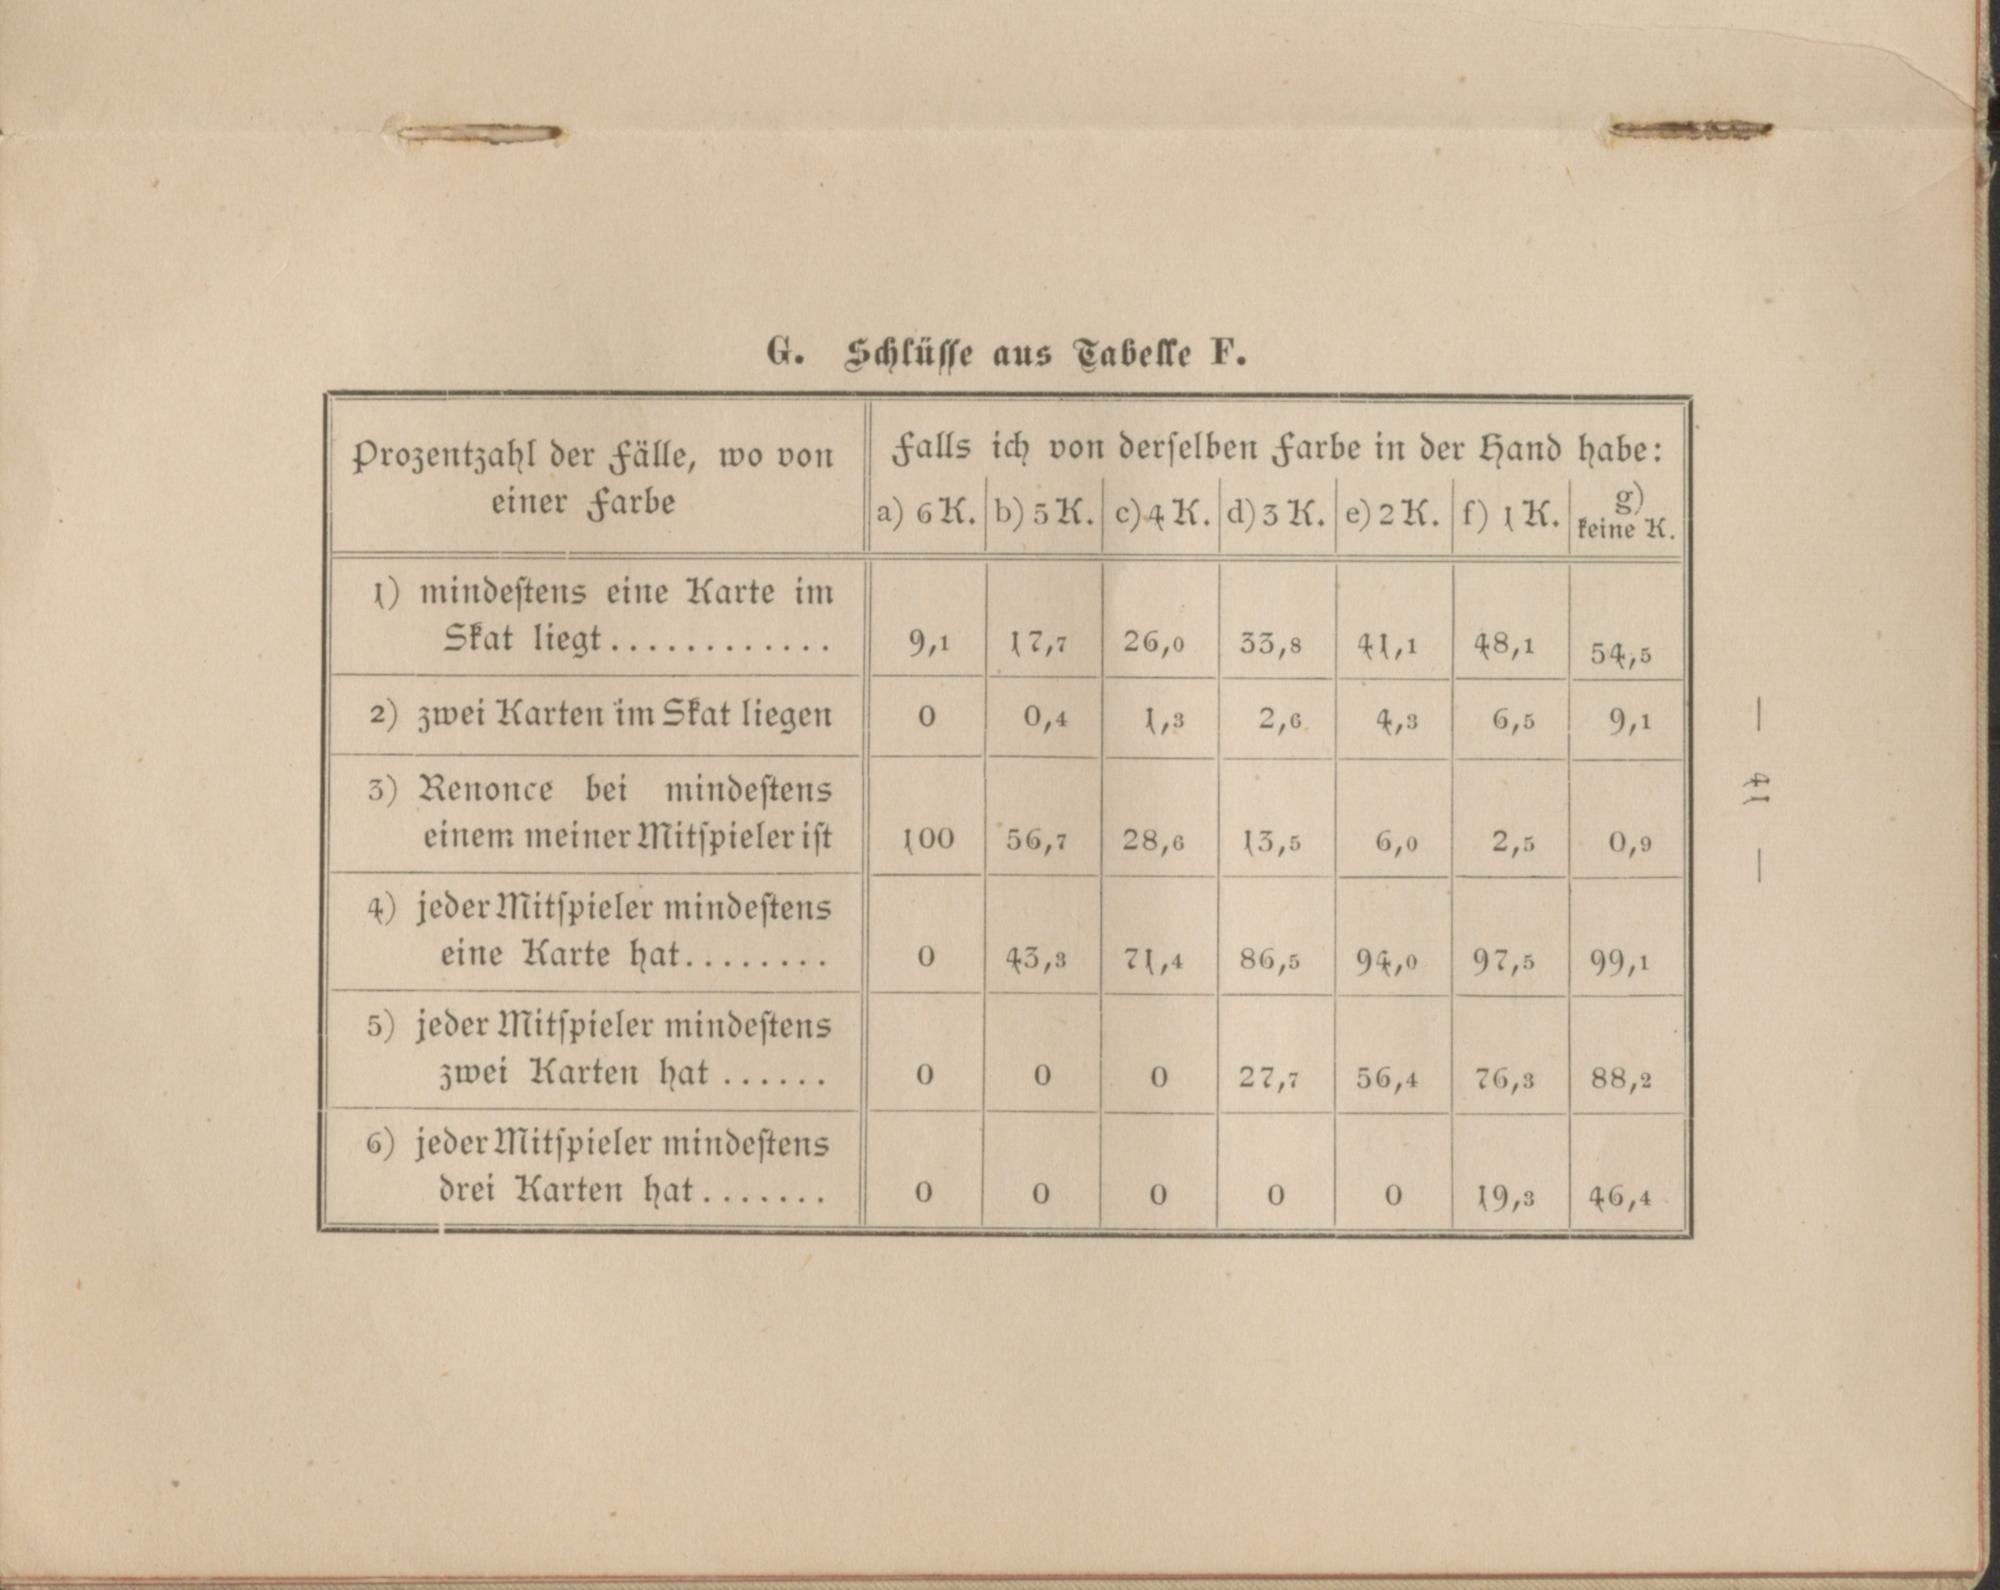 G. Schlüsse aus Tabelle F.
Prozentzahl der Fälle, wo von
einer Farbe
Falls ich von derselben Farbe in der Hand habe:
a) 6 K. b) 5 K. c) 4 K. d) 3 K. e) 2 K. f) 1 K. g) keine K.
1) mindestens eine Karte im
Skat liegt............ 9,1 17,7 26,0 33,8 41,1 48,1 54,5
2) zwei Karten im Skat liegen 0 0,4 1,3 2,6 4,3 6,5 9,1
3) Renonce bei mindestens
einem meiner Mitspieler ist 100 56,7 28,6 13,5 6,0 2,5 0,9
4) jeder Mitspieler mindestens
eine Karte hat........ 0 43,3 71,4 86,5 94,0 97,5 99,1
5) jeder Mitspieler mindestens
zwei Karten hat ...... 0 0 0 27,7 56,4 76,3 88,2
6) jeder Mitspieler mindestens
drei Karten hat....... 0 0 0 0 0 19,3 46,4
— 41 —